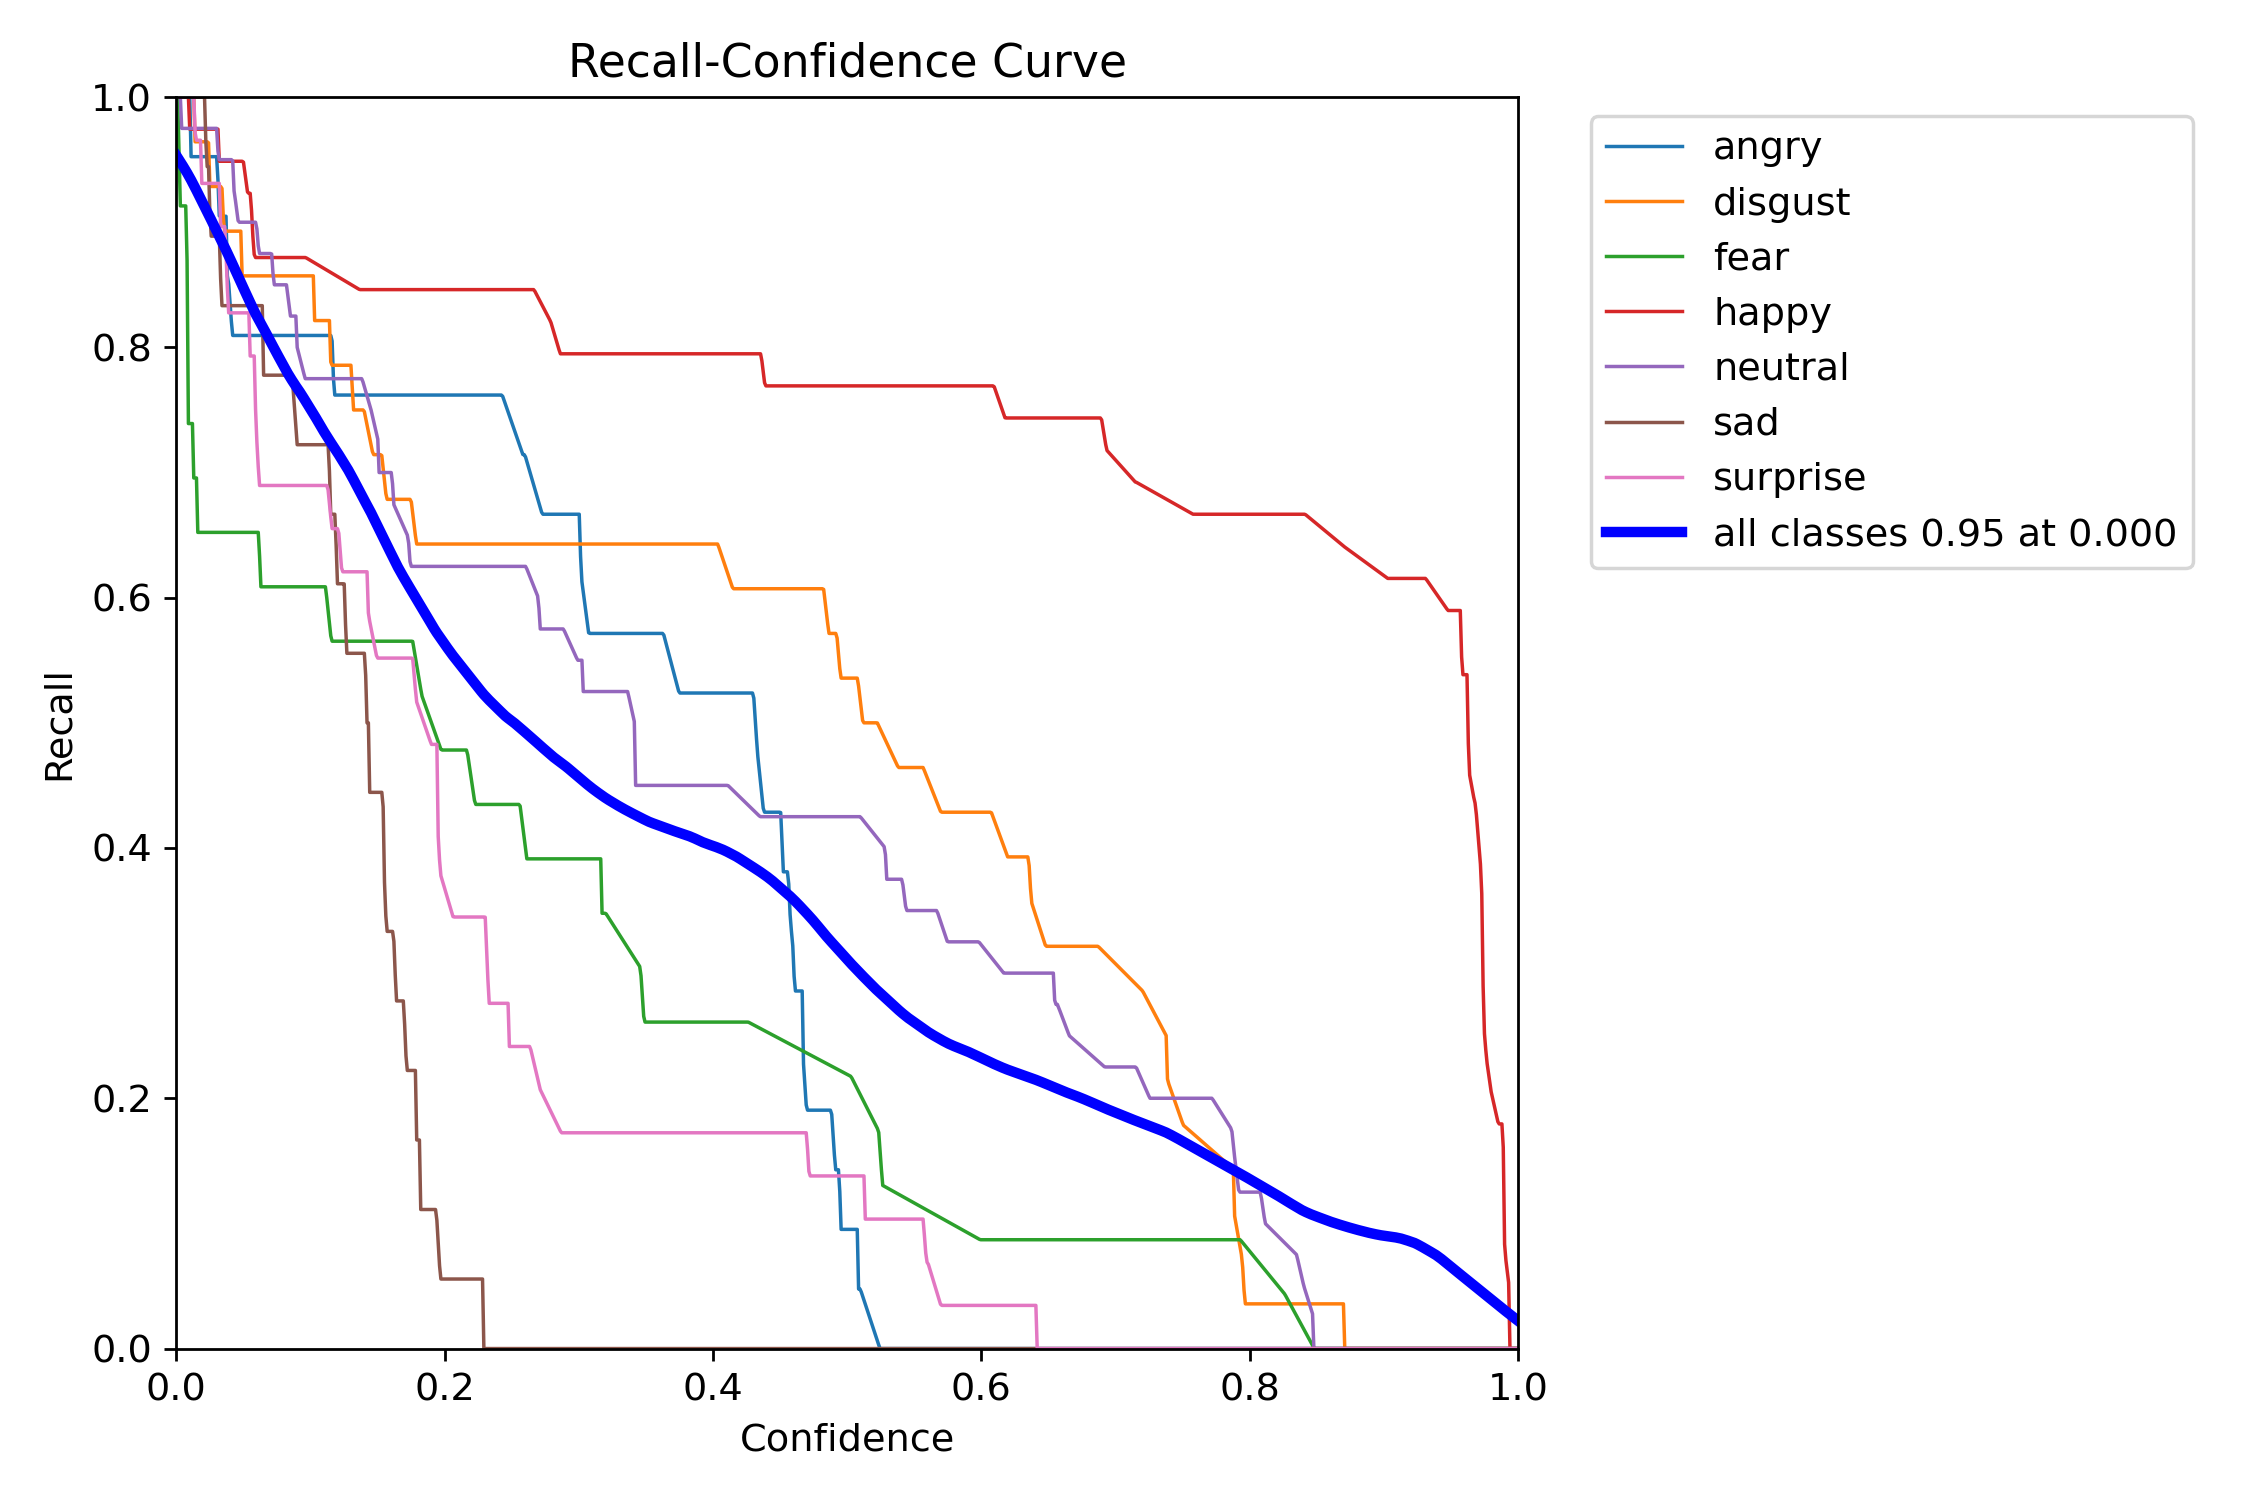 Recall-Confidence Curve
1.0
0.8
0.6
0.4
0.2
0.0
Recall
0.0 0.2 0.4 0.6 0.8 1.0
Confidence
angry
disgust
fear
happy
neutral
sad
surprise
all classes 0.95 at 0.000